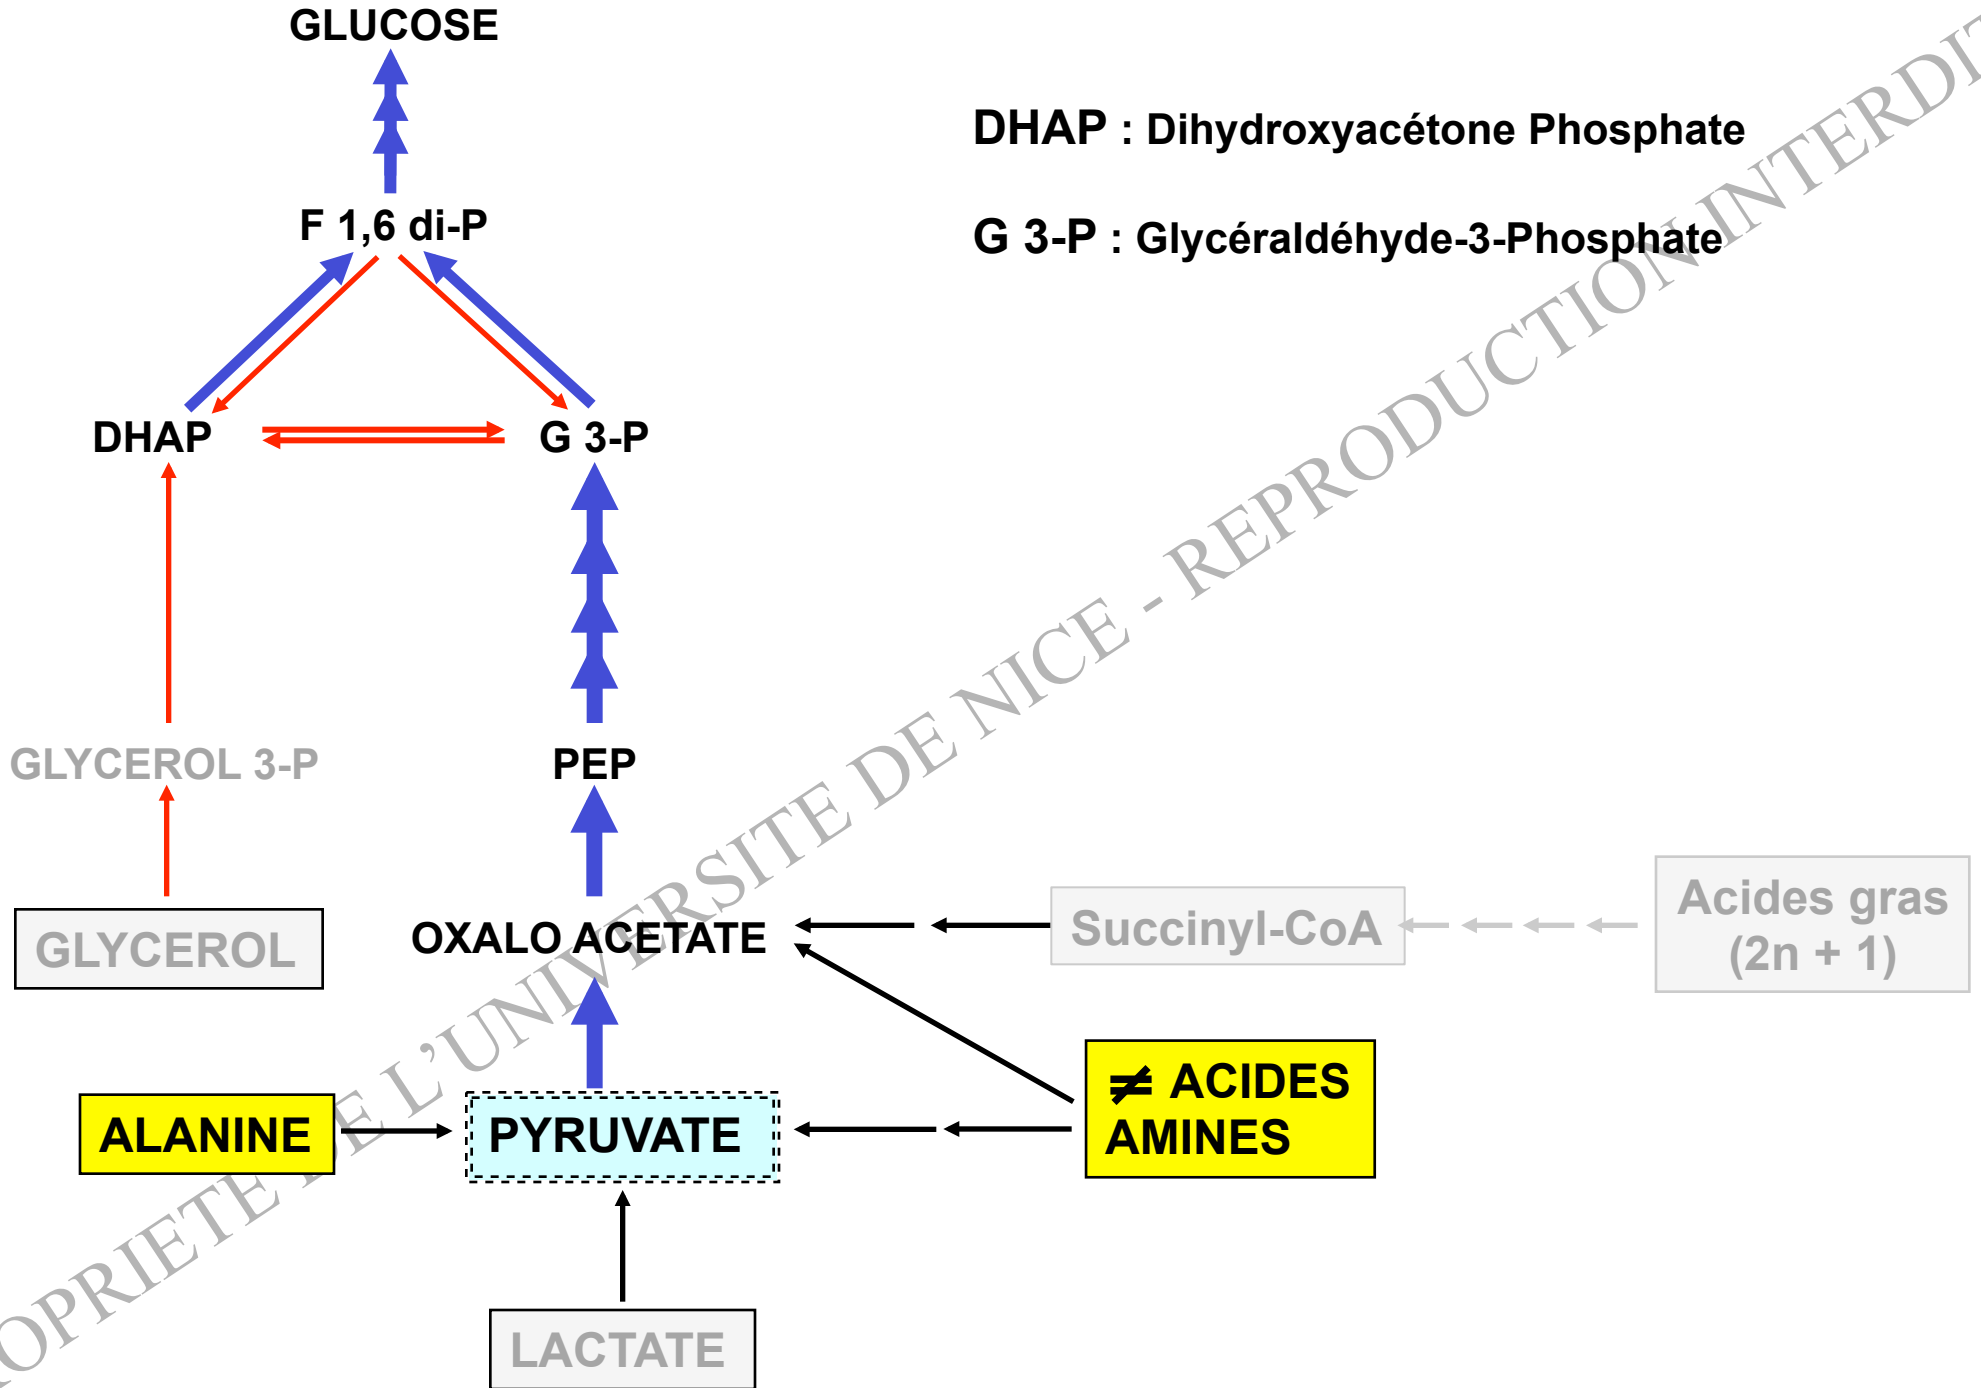 GLUCOSE
DHAP : Dihydroxyacétone Phosphate
F 1,6 di-P
G 3-P : Glycéraldéhyde-3-Phosphate
DHAP
G 3-P
GLYCEROL 3-P
PEP
GLYCEROL
OXALO ACETATE
Succinyl-CoA
Acides gras
(2n + 1)
ALANINE
PYRUVATE
≠ ACIDES
AMINES
LACTATE
OPRIETE DE L’UNIVERSITE DE NICE - REPRODUCTION INTERDIT